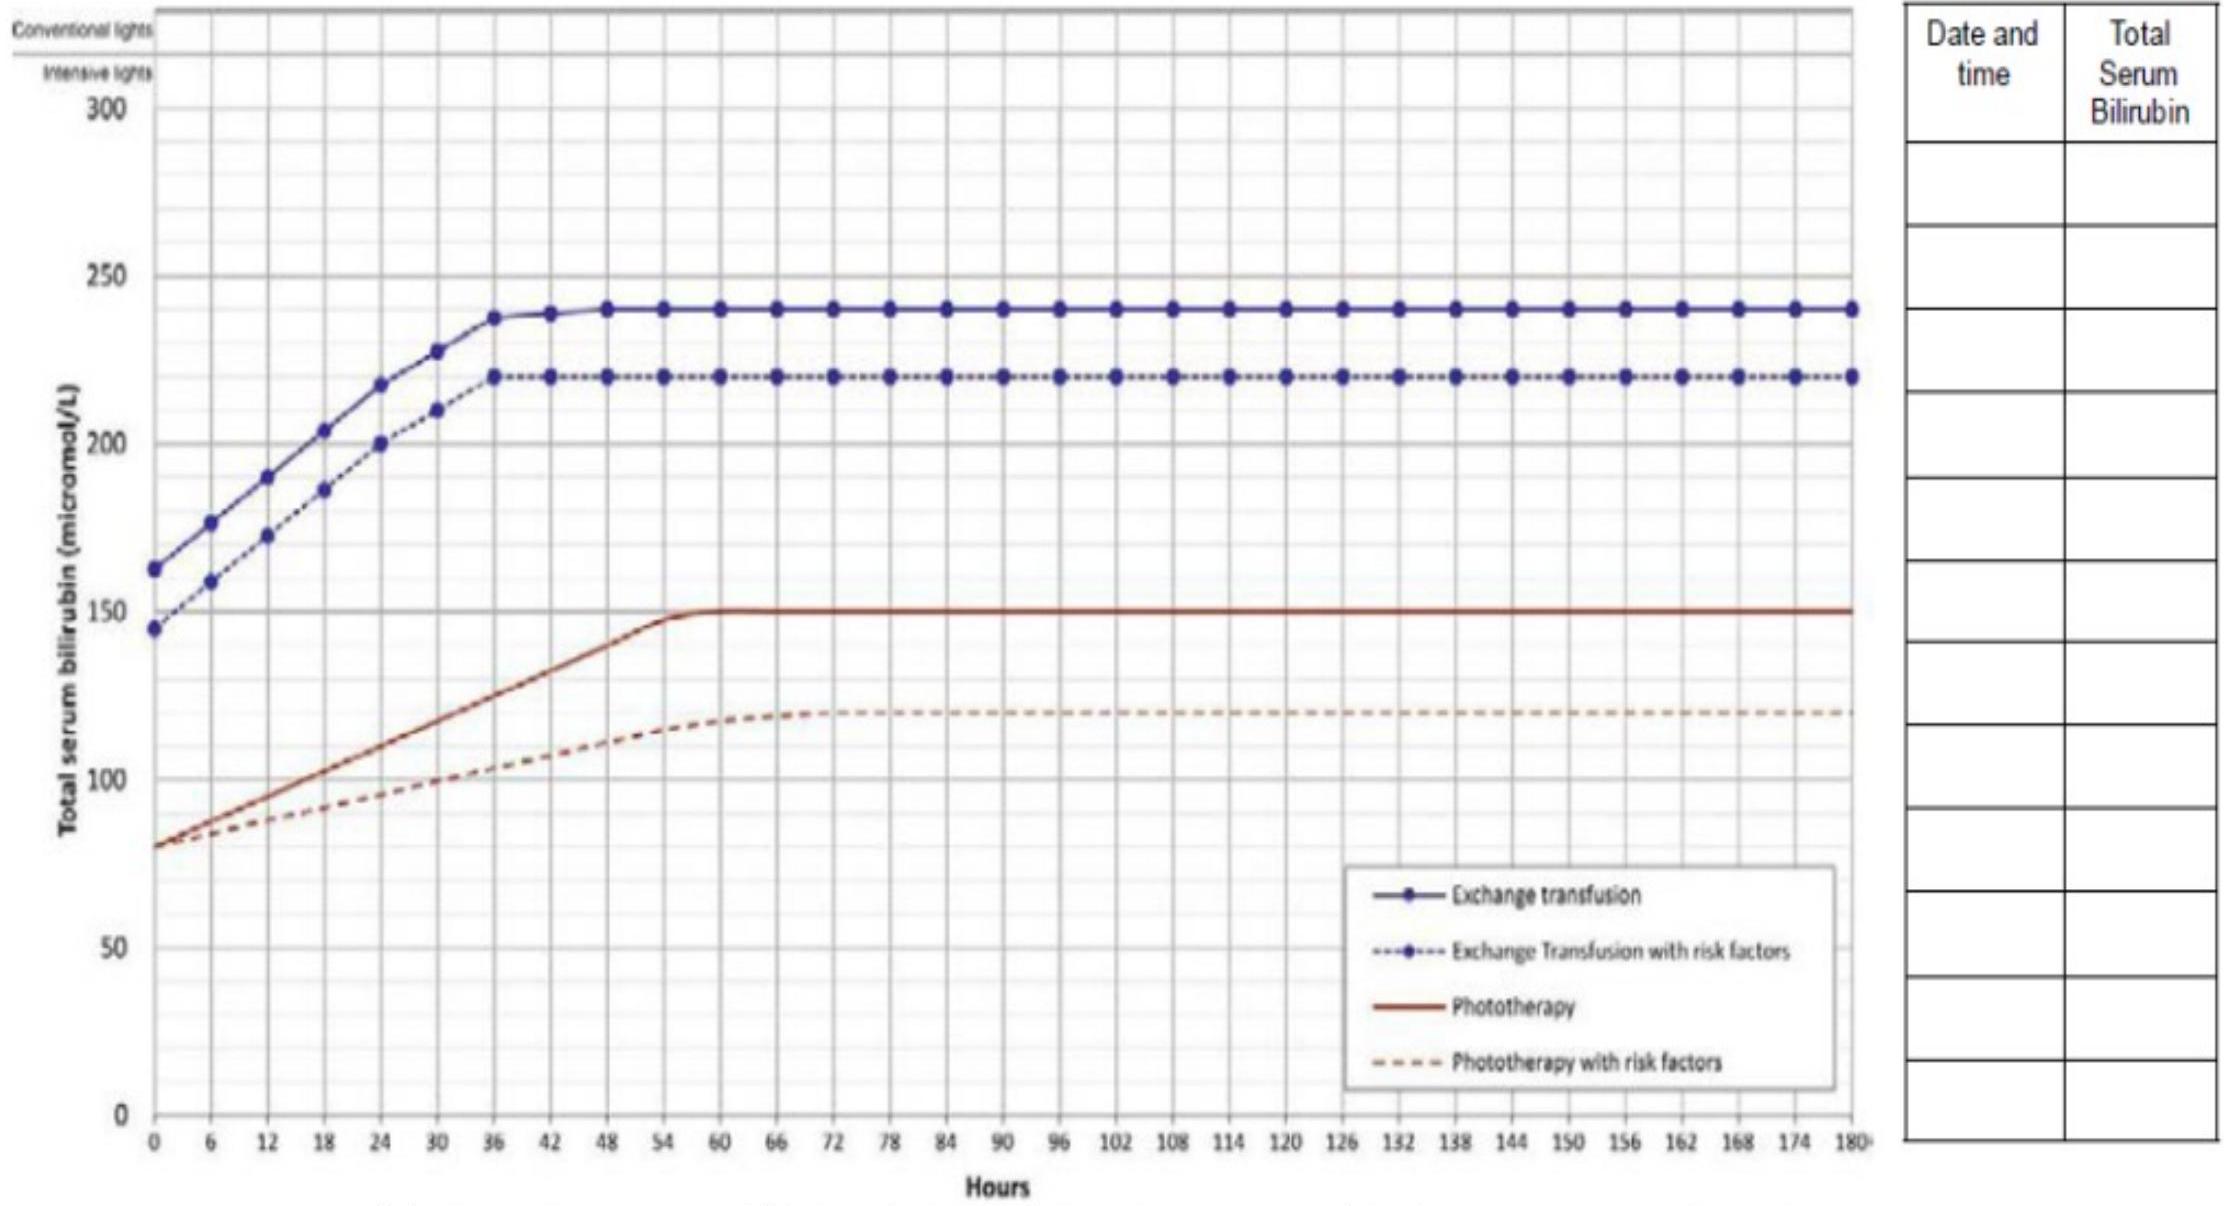 Conventional lights
Intensive lights
300
250
200
150
100
50
0
Total serum bilirubin (micromol/L)
0 6 12 18 24 30 36 42 48 54 60 66 72 78 84 90 96 102 108 114 120 126 132 138 144 150 156 162 168 174 180
Hours
Exchange transfusion
Exchange Transfusion with risk factors
Phototherapy
Phototherapy with risk factors
Date and
time
Total
Serum
Bilirubin